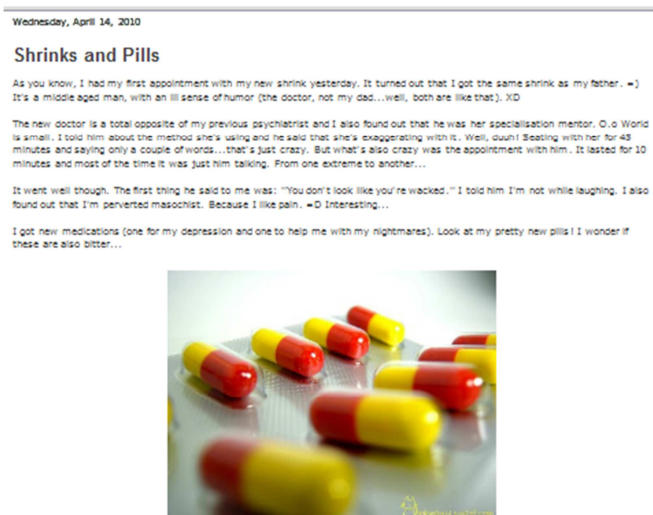 Wednesday, April 14, 2010
Shrinks and Pills
As you know, I had my first appointment with my new shrink yesterday. It turned out that I got the same shrink as my father. =)
It's a middle aged man, with an ill sense of humor (the doctor, not my dad...well, both are like that). XD
The new doctor is a total opposite of my previous psychiatrist and I also found out that he was her specialisation mentor. O.o World
is small. I told him about the method she's using and he said that she's exaggerating with it. Well, duuh! Seating with her for 45
minutes and saying only a couple of words...that's just crazy. But what's also crazy was the appointment with him. It lasted for 10
minutes and most of the time it was just him talking. From one extreme to another...
It went well though. The first thing he said to me was: "You don't look like you're wacked." I told him I'm not while laughing. I also
found out that I'm perverted masochist. Because I like pain. =D Interesting...
I got new medications (one for my depression and one to help me with my nightmares). Look at my pretty new pills! I wonder if
these are also bitter...